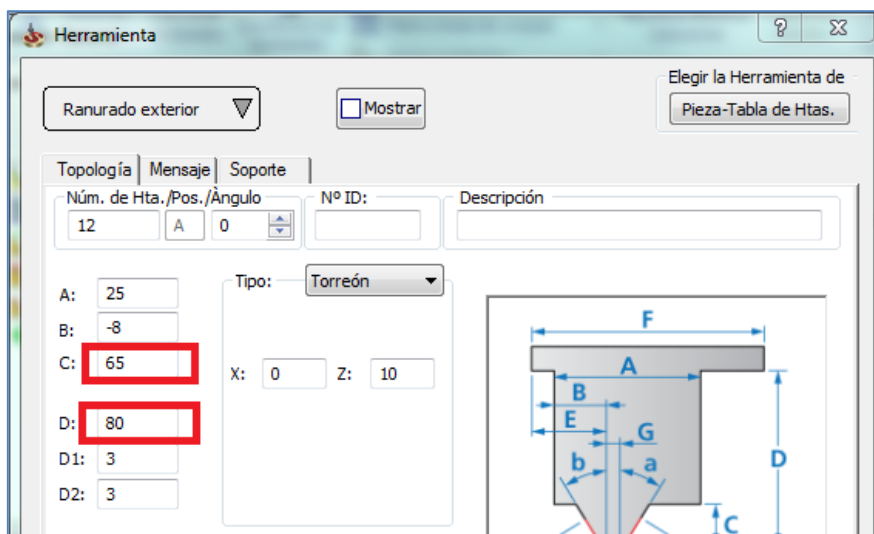 Herramienta
Elegir la Herramienta de
Ranurado exterior
Mostrar
Pieza-Tabla de Htas.
Topología Mensaje Soporte
Núm. de Hta./Pos./Àngulo Nº ID: Descripción
12 A 0
Tipo: Torreón
A: 25
B: -8
C: 65
X: 0 Z: 10
D: 80
D1: 3
D2: 3
F
A
B
E
G
b a
D
C